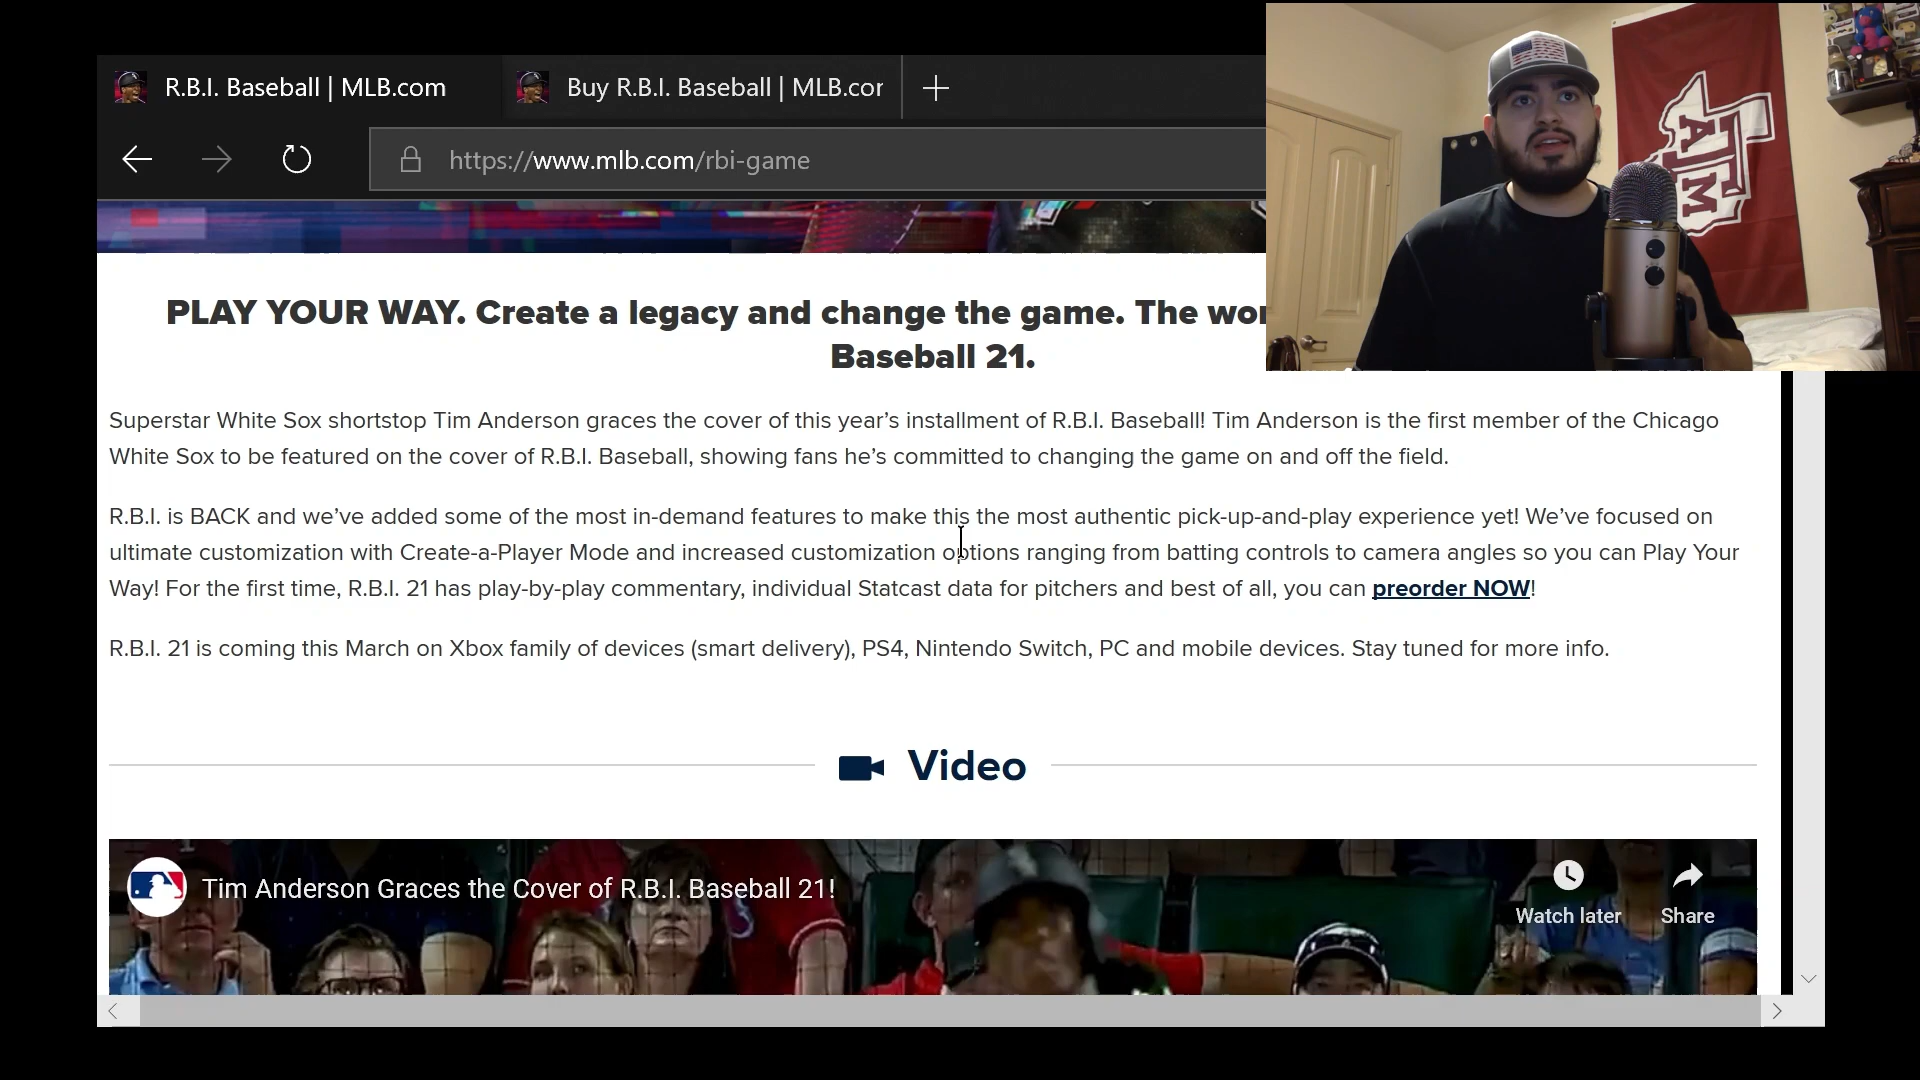 R.B.I. Baseball | MLB.com
Buy R.B.I. Baseball | MLB.cor
https://www.mlb.com/rbi-game
ATM
PLAY YOUR WAY. Create a legacy and change the game. The
Baseball 21.
Superstar White Sox shortstop Tim Anderson graces the cover of this year’s installment of R.B.I. Baseball! Tim Anderson is the first member of the Chicago
White Sox to be featured on the cover of R.B.I. Baseball, showing fans he’s committed to changing the game on and off the field.
R.B.I. is BACK and we’ve added some of the most in-demand features to make this the most authentic pick-up-and-play experience yet! We’ve focused on
ultimate customization with Create-a-Player Mode and increased customization options ranging from batting controls to camera angles so you can Play Your
Way! For the first time, R.B.I. 21 has play-by-play commentary, individual Statcast data for pitchers and best of all, you can preorder NOW!
R.B.I. 21 is coming this March on Xbox family of devices (smart delivery), PS4, Nintendo Switch, PC and mobile devices. Stay tuned for more info.
Video
Tim Anderson Graces the Cover of R.B.I. Baseball 21!
Watch later
Share